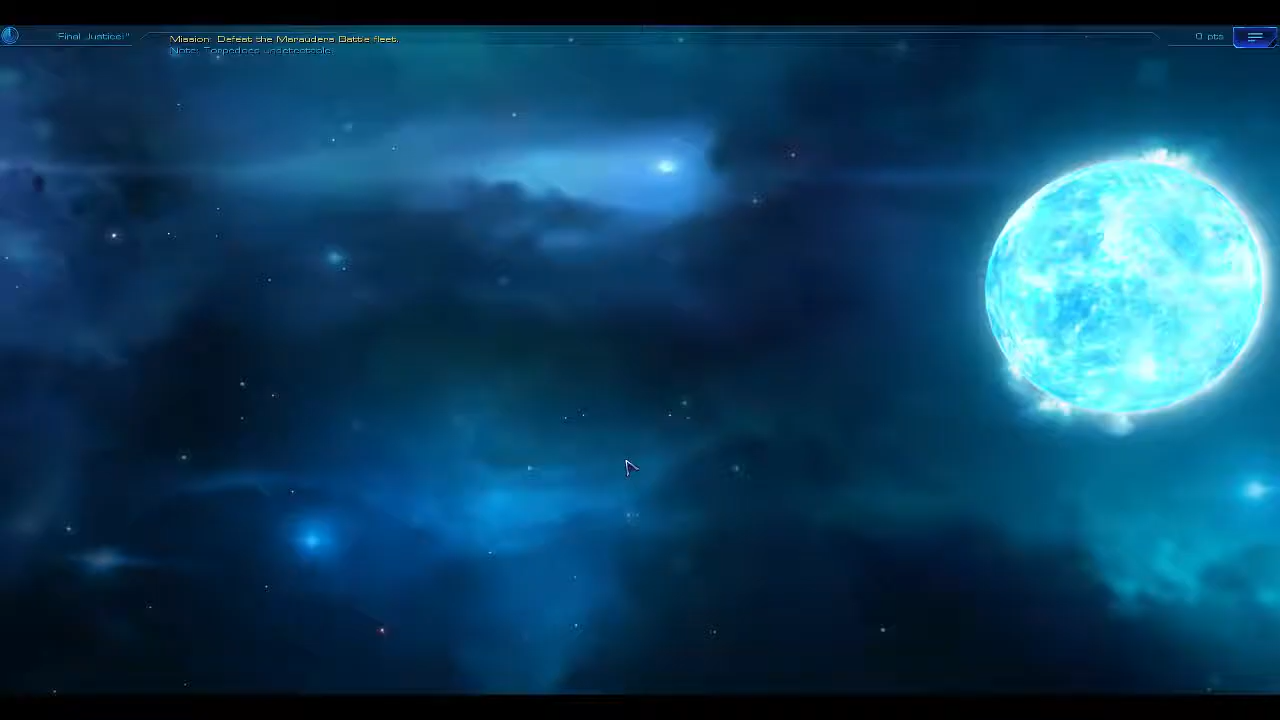 "Final Justice!"
Mission: Defeat the Marauders Battle fleet.
Note: Torpedoes undetectable.
0 pts